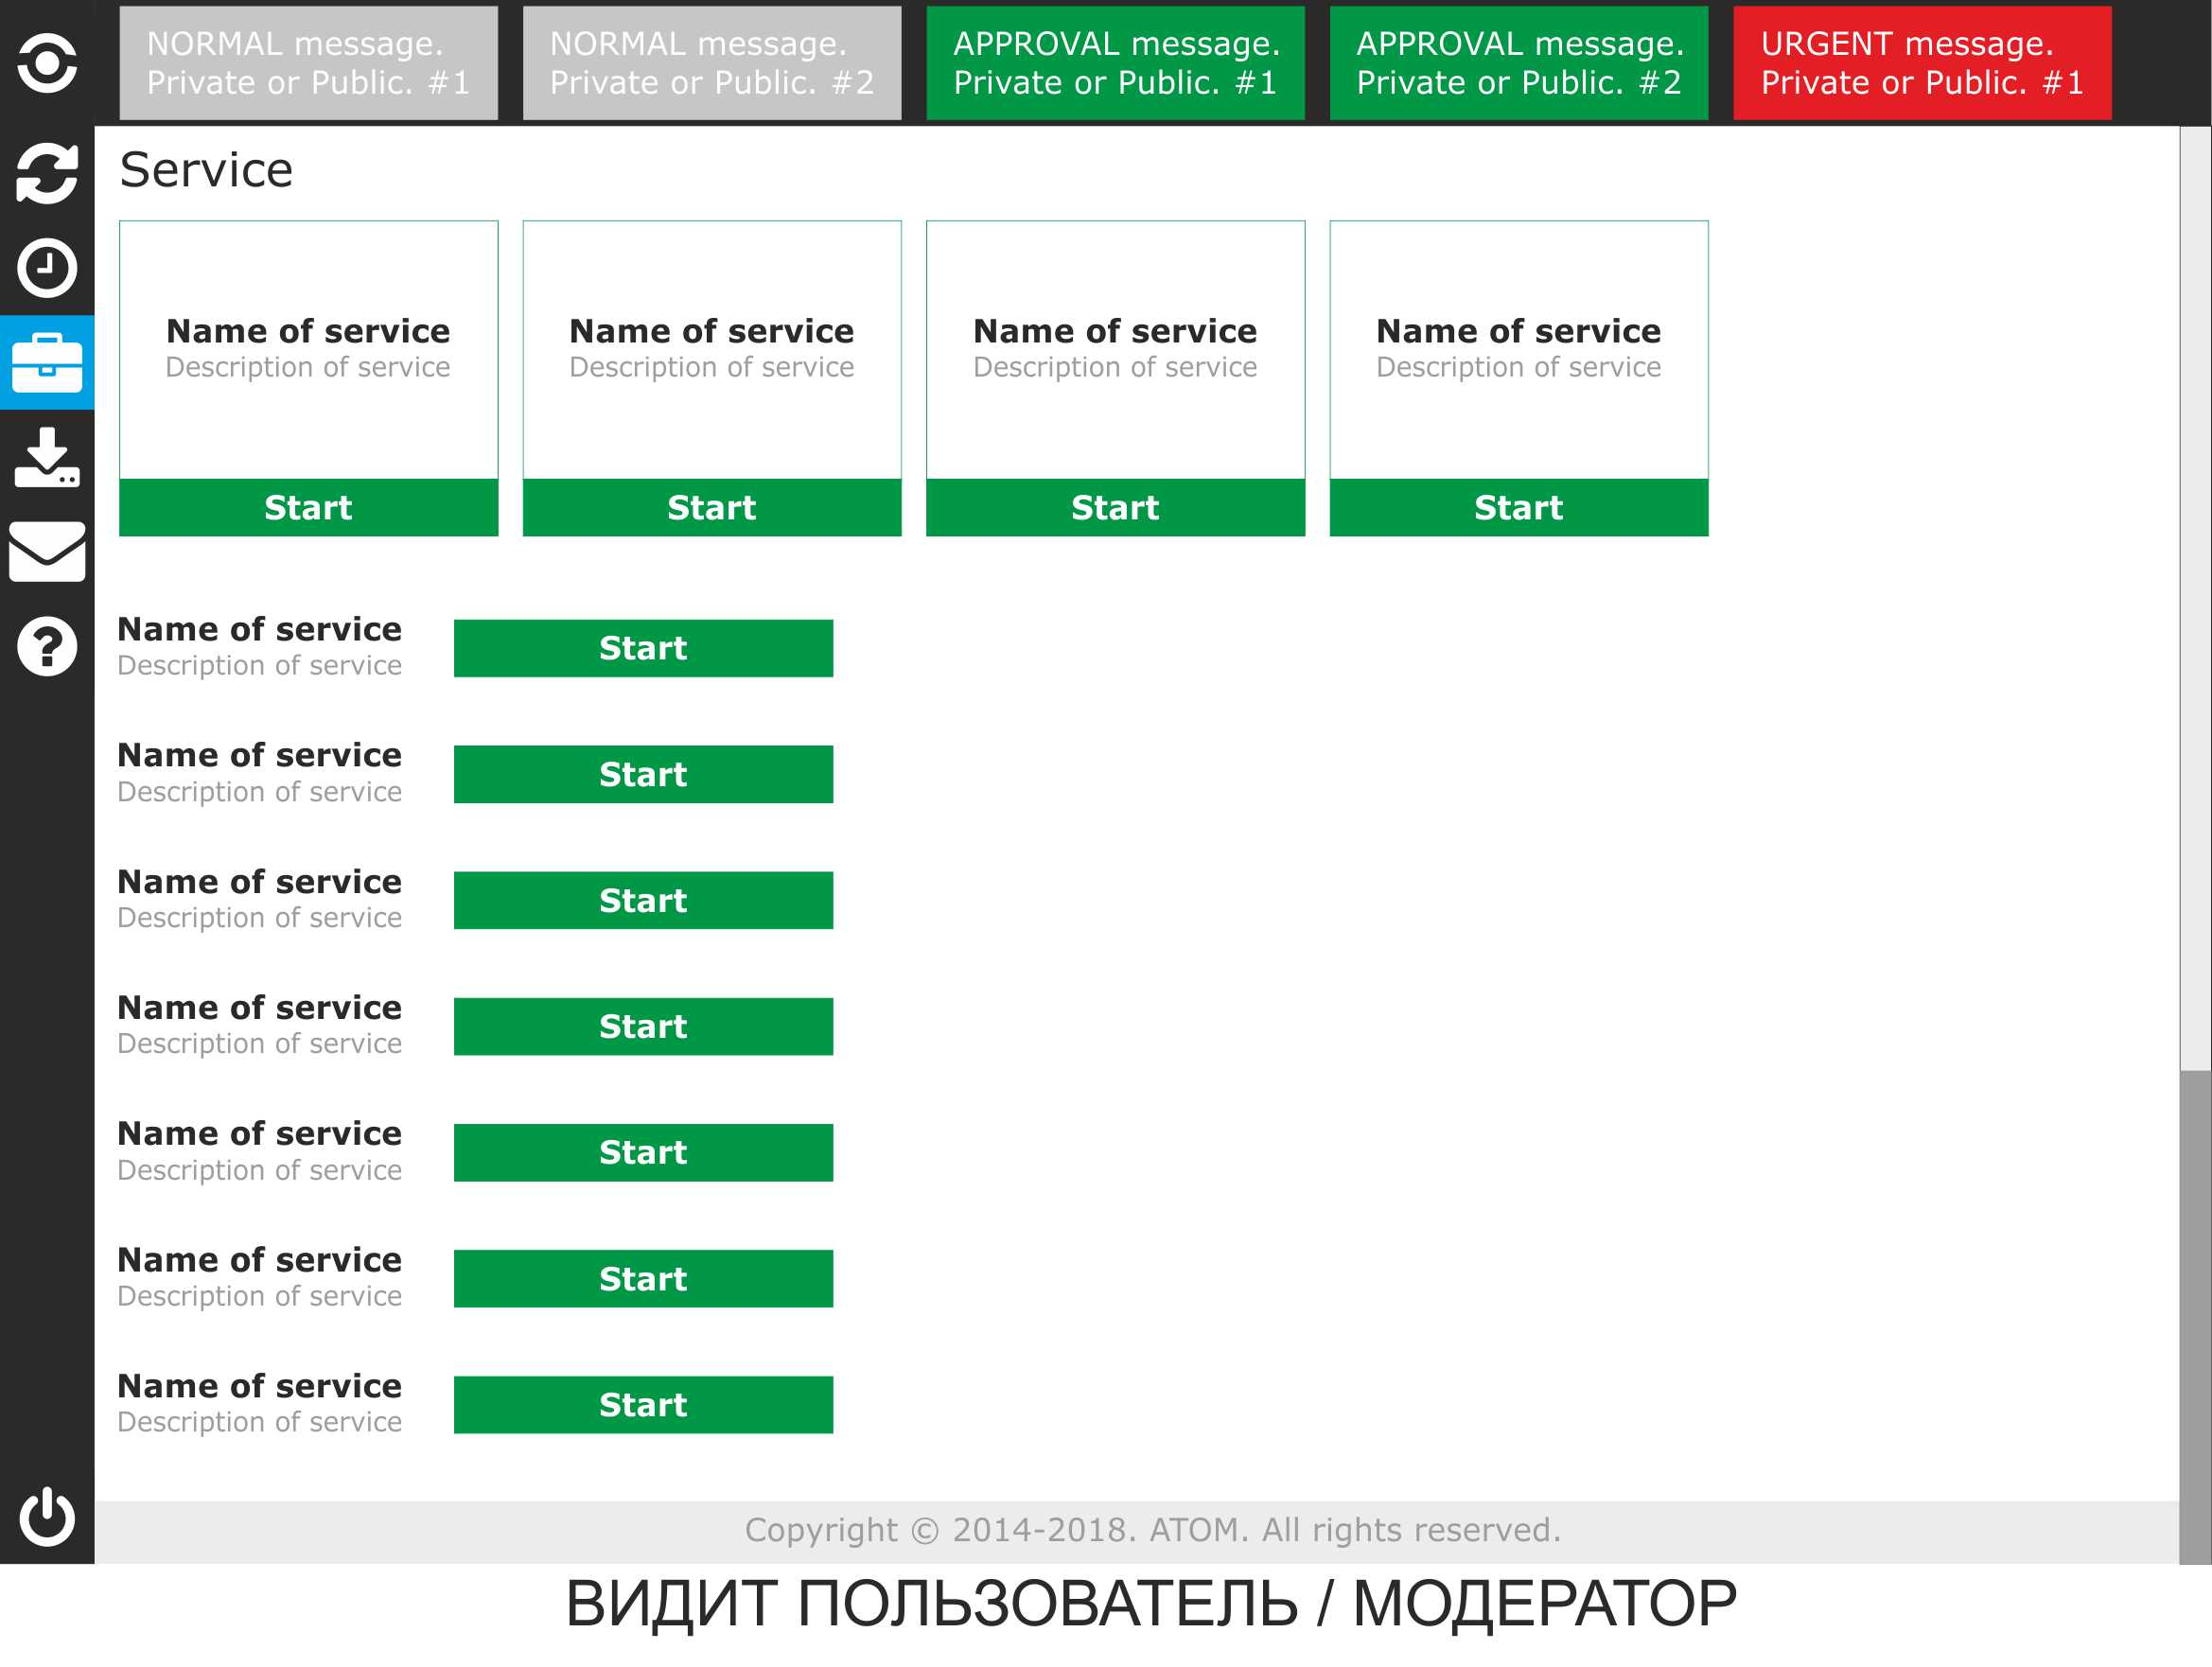 NORMAL message.
Private or Public. #1
NORMAL message.
Private or Public. #2
APPROVAL message.
Private or Public. #1
APPROVAL message.
Private or Public. #2
URGENT message.
Private or Public. #1
Service
Name of service
Description of service
Start
Name of service
Description of service
Start
Name of service
Description of service
Start
Name of service
Description of service
Start
Name of service
Description of service
Start
Name of service
Description of service
Start
Name of service
Description of service
Start
Name of service
Description of service
Start
Name of service
Description of service
Start
Name of service
Description of service
Start
Name of service
Description of service
Start
Copyright © 2014-2018. ATOM. All rights reserved.
ВИДИТ ПОЛЬЗОВАТЕЛЬ / МОДЕРАТОР